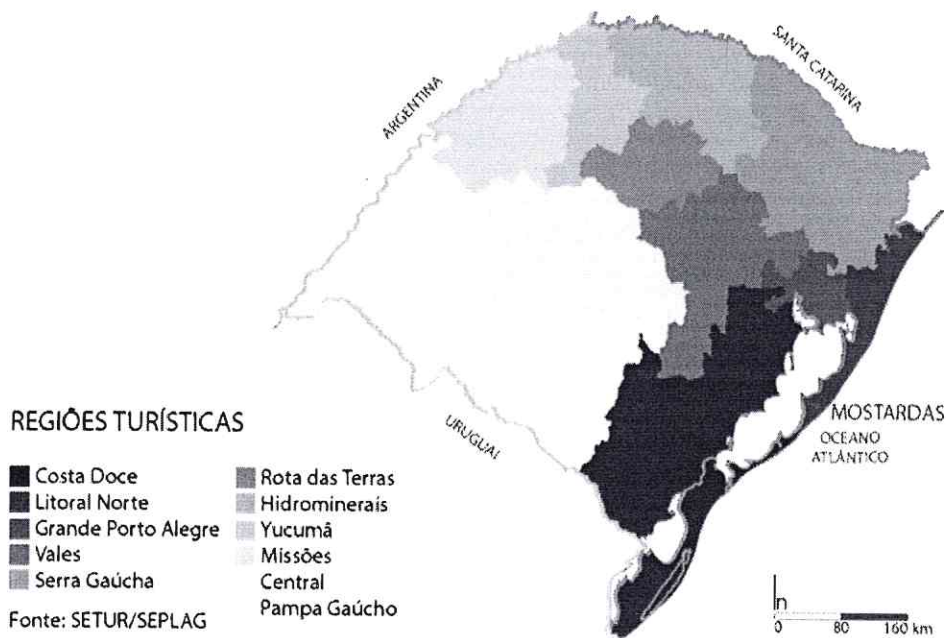 ARGENTINA
SANTA CATARINA
URUGUAI
MOSTARDAS
OCEANO
ATLÂNTICO
REGIÕES TURÍSTICAS
Costa Doce
Litoral Norte
Grande Porto Alegre
Vales
Serra Gaúcha
Rota das Terras
Hidrominerais
Yucumã
Missões
Central
Pampa Gaúcho
Fonte: SETUR/SEPLAG
n
0 80 160 km